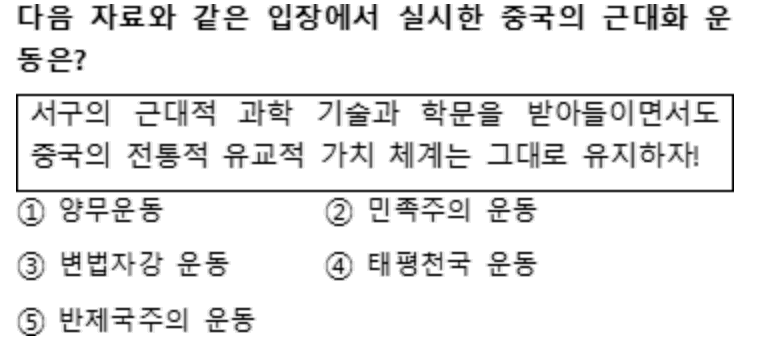 다음 자료와 같은 입장에서 실시한 중국의 근대화 운
동은?
서구의 근대적 과학 기술과 학문을 받아들이면서도
중국의 전통적 유교적 가치 체계는 그대로 유지하자!
① 양무운동 ② 민족주의 운동
③ 변법자강 운동 ④ 태평천국 운동
⑤ 반제국주의 운동